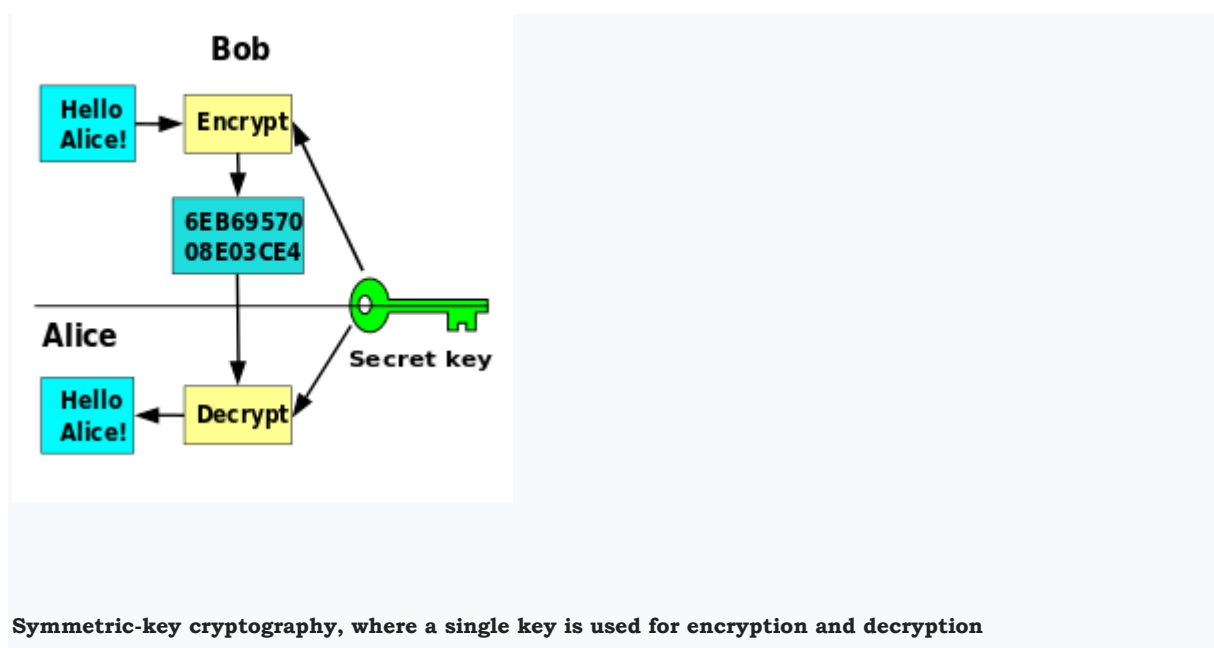 Bob
Hello
Alice!
Encrypt
6EB69570
08E03CE4
Alice
Secret key
Hello
Alice!
Decrypt
Symmetric-key cryptography, where a single key is used for encryption and decryption